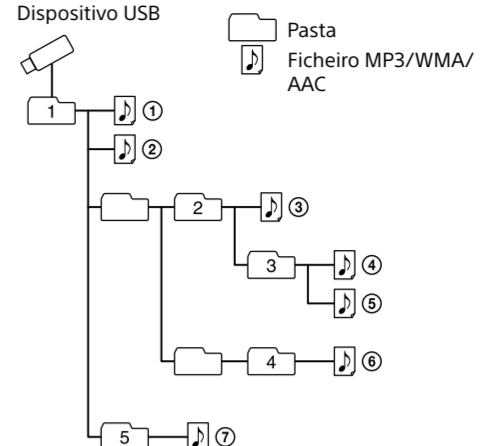 Dispositivo USB
Pasta
Ficheiro MP3/WMA/
AAC
1 ①
②
2 ③
3 ④
⑤
4 ⑥
5 ⑦